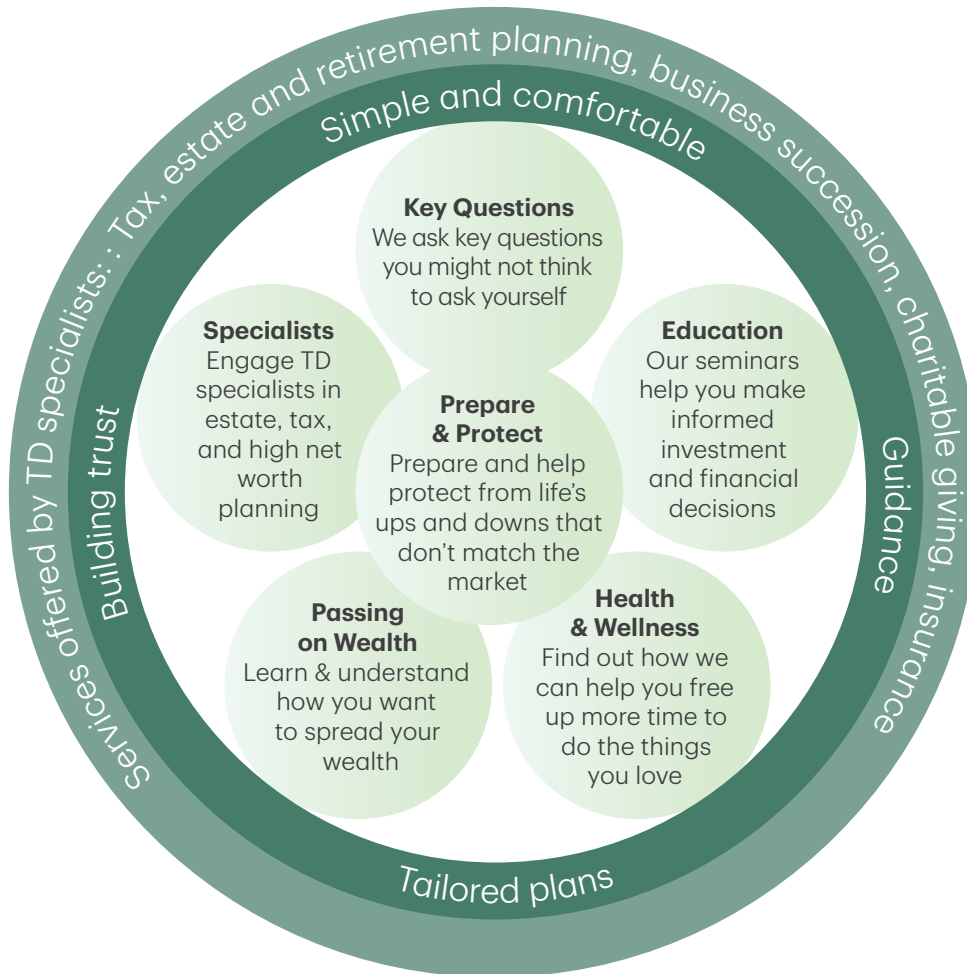 Services offered by TD specialists: : Tax, estate and retirement planning, business succession, charitable giving, insurance
Simple and comfortable
Building trust
Guidance
Tailored plans
Key Questions
We ask key questions
you might not think
to ask yourself
Specialists
Engage TD
specialists in
estate, tax,
and high net
worth
planning
Education
Our seminars
help you make
informed
investment
and financial
decisions
Prepare
& Protect
Prepare and help
protect from life's
ups and downs that
don't match the
market
Passing
on Wealth
Learn & understand
how you want
to spread your
wealth
Health
& Wellness
Find out how we
can help you free
up more time to
do the things
you love